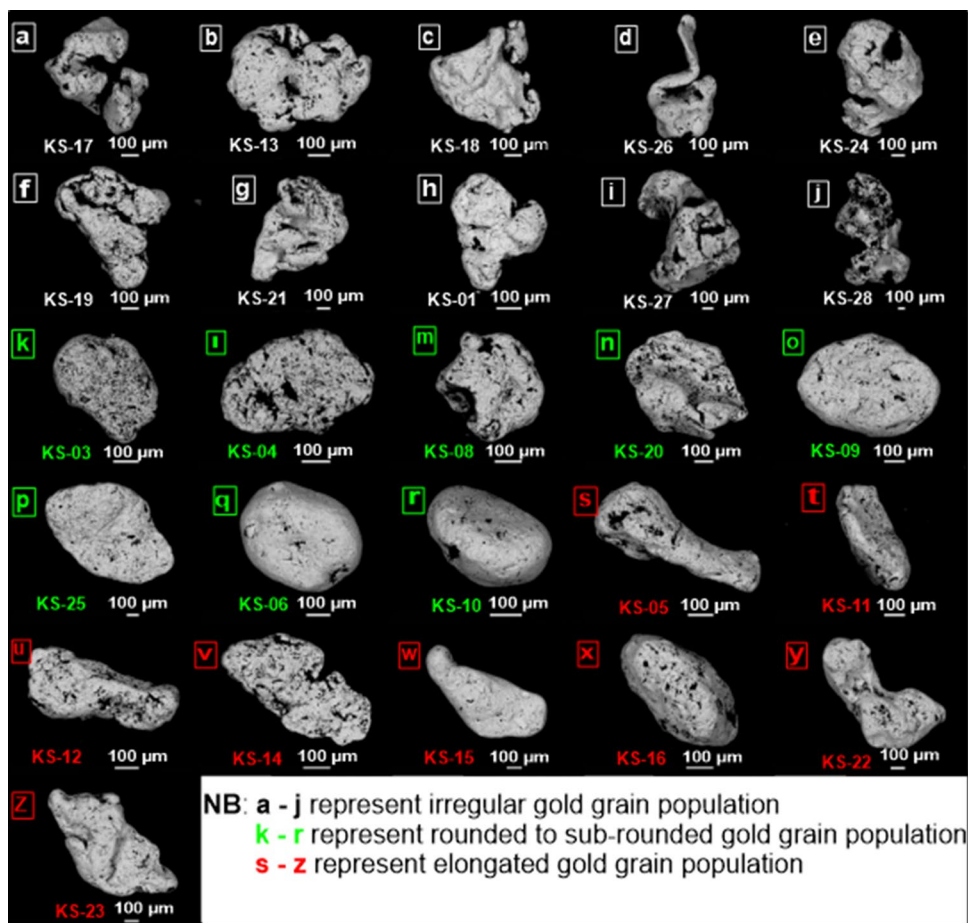 a b c d e
KS-17 100 µm KS-13 100 µm KS-18 100 µm KS-26 100 µm KS-24 100 µm
f g h i j
KS-19 100 µm KS-21 100 µm KS-01 100 µm KS-27 100 µm KS-28 100 µm
k l m n o
KS-03 100 µm KS-04 100 µm KS-08 100 µm KS-20 100 µm KS-09 100 µm
p q r s t
KS-25 100 µm KS-06 100 µm KS-10 100 µm KS-05 100 µm KS-11 100 µm
u v w x y
KS-12 100 µm KS-14 100 µm KS-15 100 µm KS-16 100 µm KS-22 100 µm
z
KS-23 100 µm
NB: a - j represent irregular gold grain population
k - r represent rounded to sub-rounded gold grain population
s - z represent elongated gold grain population